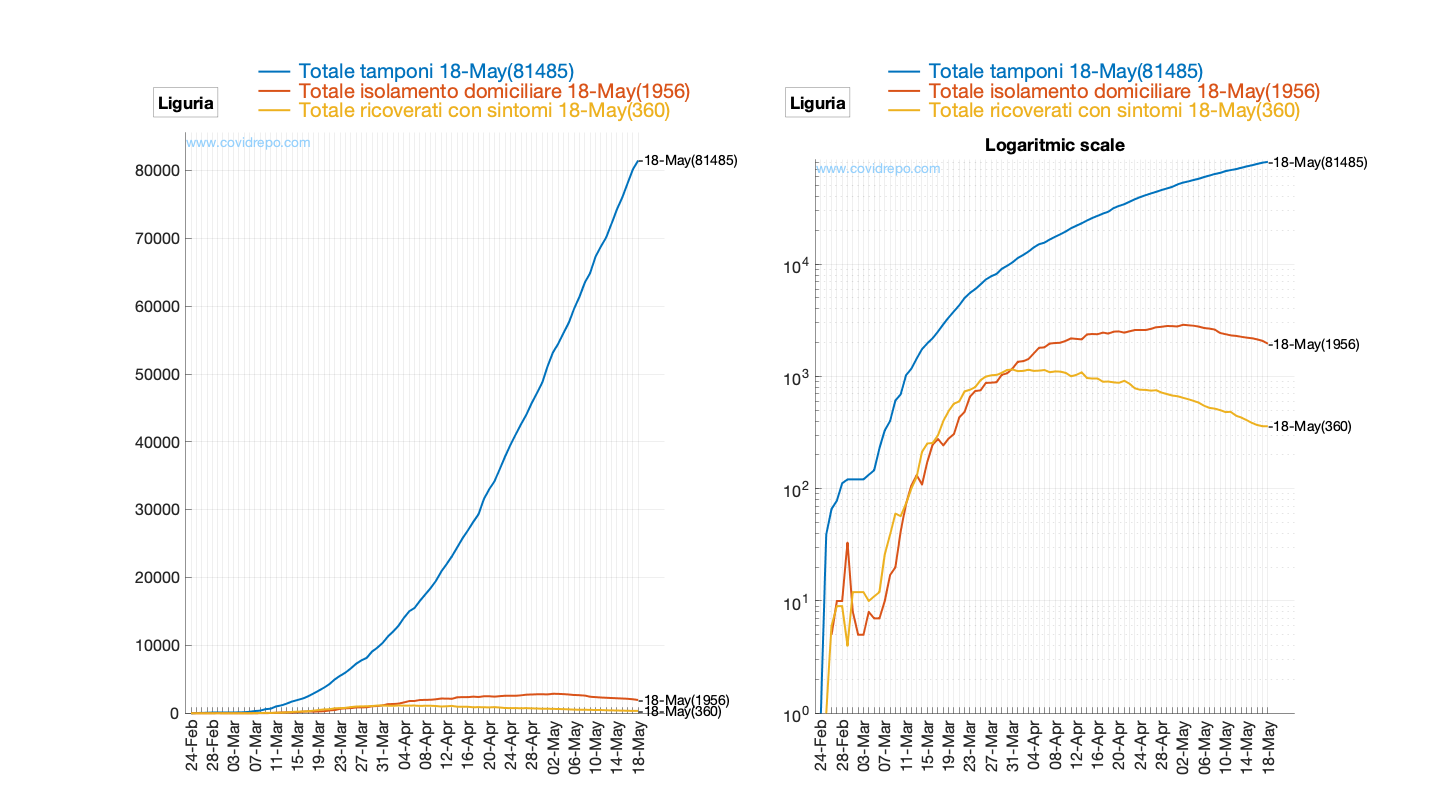 Totale tamponi 18-May(81485)
Totale isolamento domiciliare 18-May(1956)
Totale ricoverati con sintomi 18-May(360)
Liguria
www.covidrepo.com
80000
70000
60000
50000
40000
30000
20000
10000
0
18-May(81485)
18-May(1956)
18-May(360)
24-Feb
28-Feb
03-Mar
07-Mar
11-Mar
15-Mar
19-Mar
23-Mar
27-Mar
31-Mar
04-Apr
08-Apr
12-Apr
16-Apr
20-Apr
24-Apr
28-Apr
02-May
06-May
10-May
14-May
18-May
Totale tamponi 18-May(81485)
Totale isolamento domiciliare 18-May(1956)
Totale ricoverati con sintomi 18-May(360)
Liguria
Logaritmic scale
www.covidrepo.com
10^4
10^3
10^2
10^1
10^0
18-May(81485)
18-May(1956)
18-May(360)
24-Feb
28-Feb
03-Mar
07-Mar
11-Mar
15-Mar
19-Mar
23-Mar
27-Mar
31-Mar
04-Apr
08-Apr
12-Apr
16-Apr
20-Apr
24-Apr
28-Apr
02-May
06-May
10-May
14-May
18-May